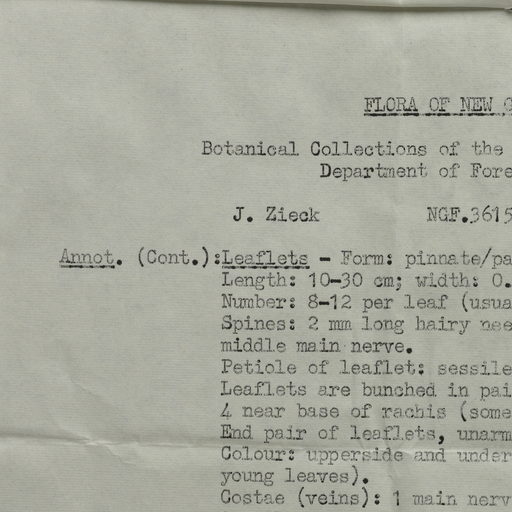 FLORA OF NEW G
Botanical Collections of the
Department of Fore
J. Zieck NGF.3615
Annot. (Cont.):Leaflets - Form: pinnate/pa
Length: 10-30 cm; width: 0.
Number: 8-12 per leaf (usua
Spines: 2 mm long hairy nee
middle main nerve.
Petiole of leaflet: sessile
Leaflets are bunched in pai
4 near base of rachis (some
End pair of leaflets, unarm
Colour: upperside and under
young leaves).
Costae (veins): 1 main nerv